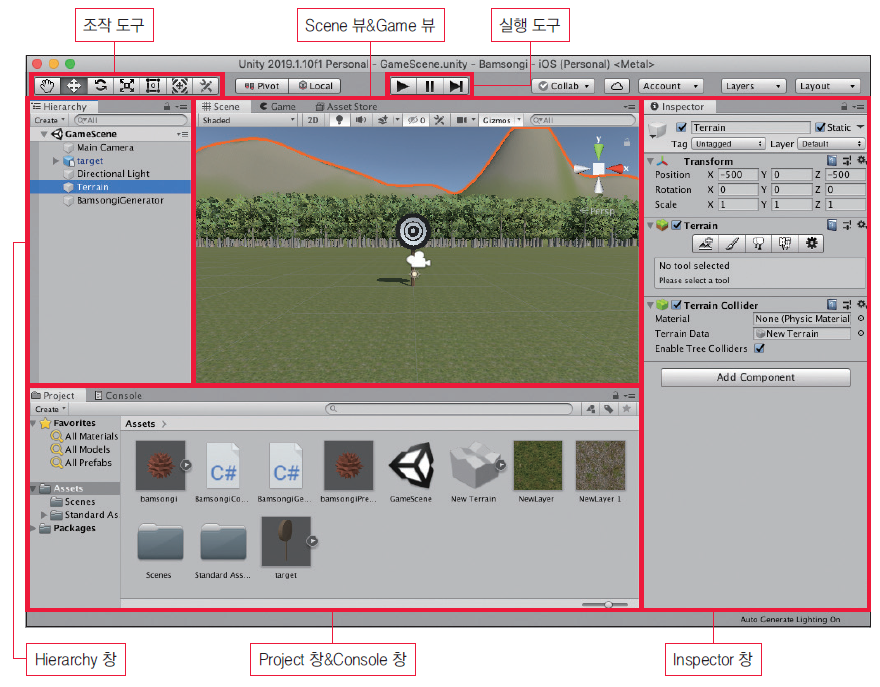 조작 도구
Scene 뷰&Game 뷰
실행 도구
Unity 2019.1.10f1 Personal - GameScene.unity - Bamsongi - iOS (Personal) <Metal>
Pivot
Local
Collab
Account
Layers
Layout
Hierarchy
Create
All
GameScene
Main Camera
target
Directional Light
Terrain
BamsongiGenerator
Scene
Game
Asset Store
Shaded
2D
0
Gizmos
All
y
x
Persp
Inspector
Terrain
Static
Tag Untagged
Layer Default
Transform
Position X -500 Y 0 Z -500
Rotation X 0 Y 0 Z 0
Scale X 1 Y 1 Z 1
Terrain
No tool selected
Please select a tool
Terrain Collider
Material None (Physic Material
Terrain Data New Terrain
Enable Tree Colliders
Add Component
Project
Console
Create
Favorites
All Materials
All Models
All Prefabs
Assets
Scenes
Standard As
Packages
Assets
bamsongi
BamsongiCo...
BamsongiGe...
bamsongiPre...
GameScene
New Terrain
NewLayer
NewLayer 1
C#
C#
Scenes
Standard Ass...
target
Auto Generate Lighting On
Hierarchy 창
Project 창&Console 창
Inspector 창